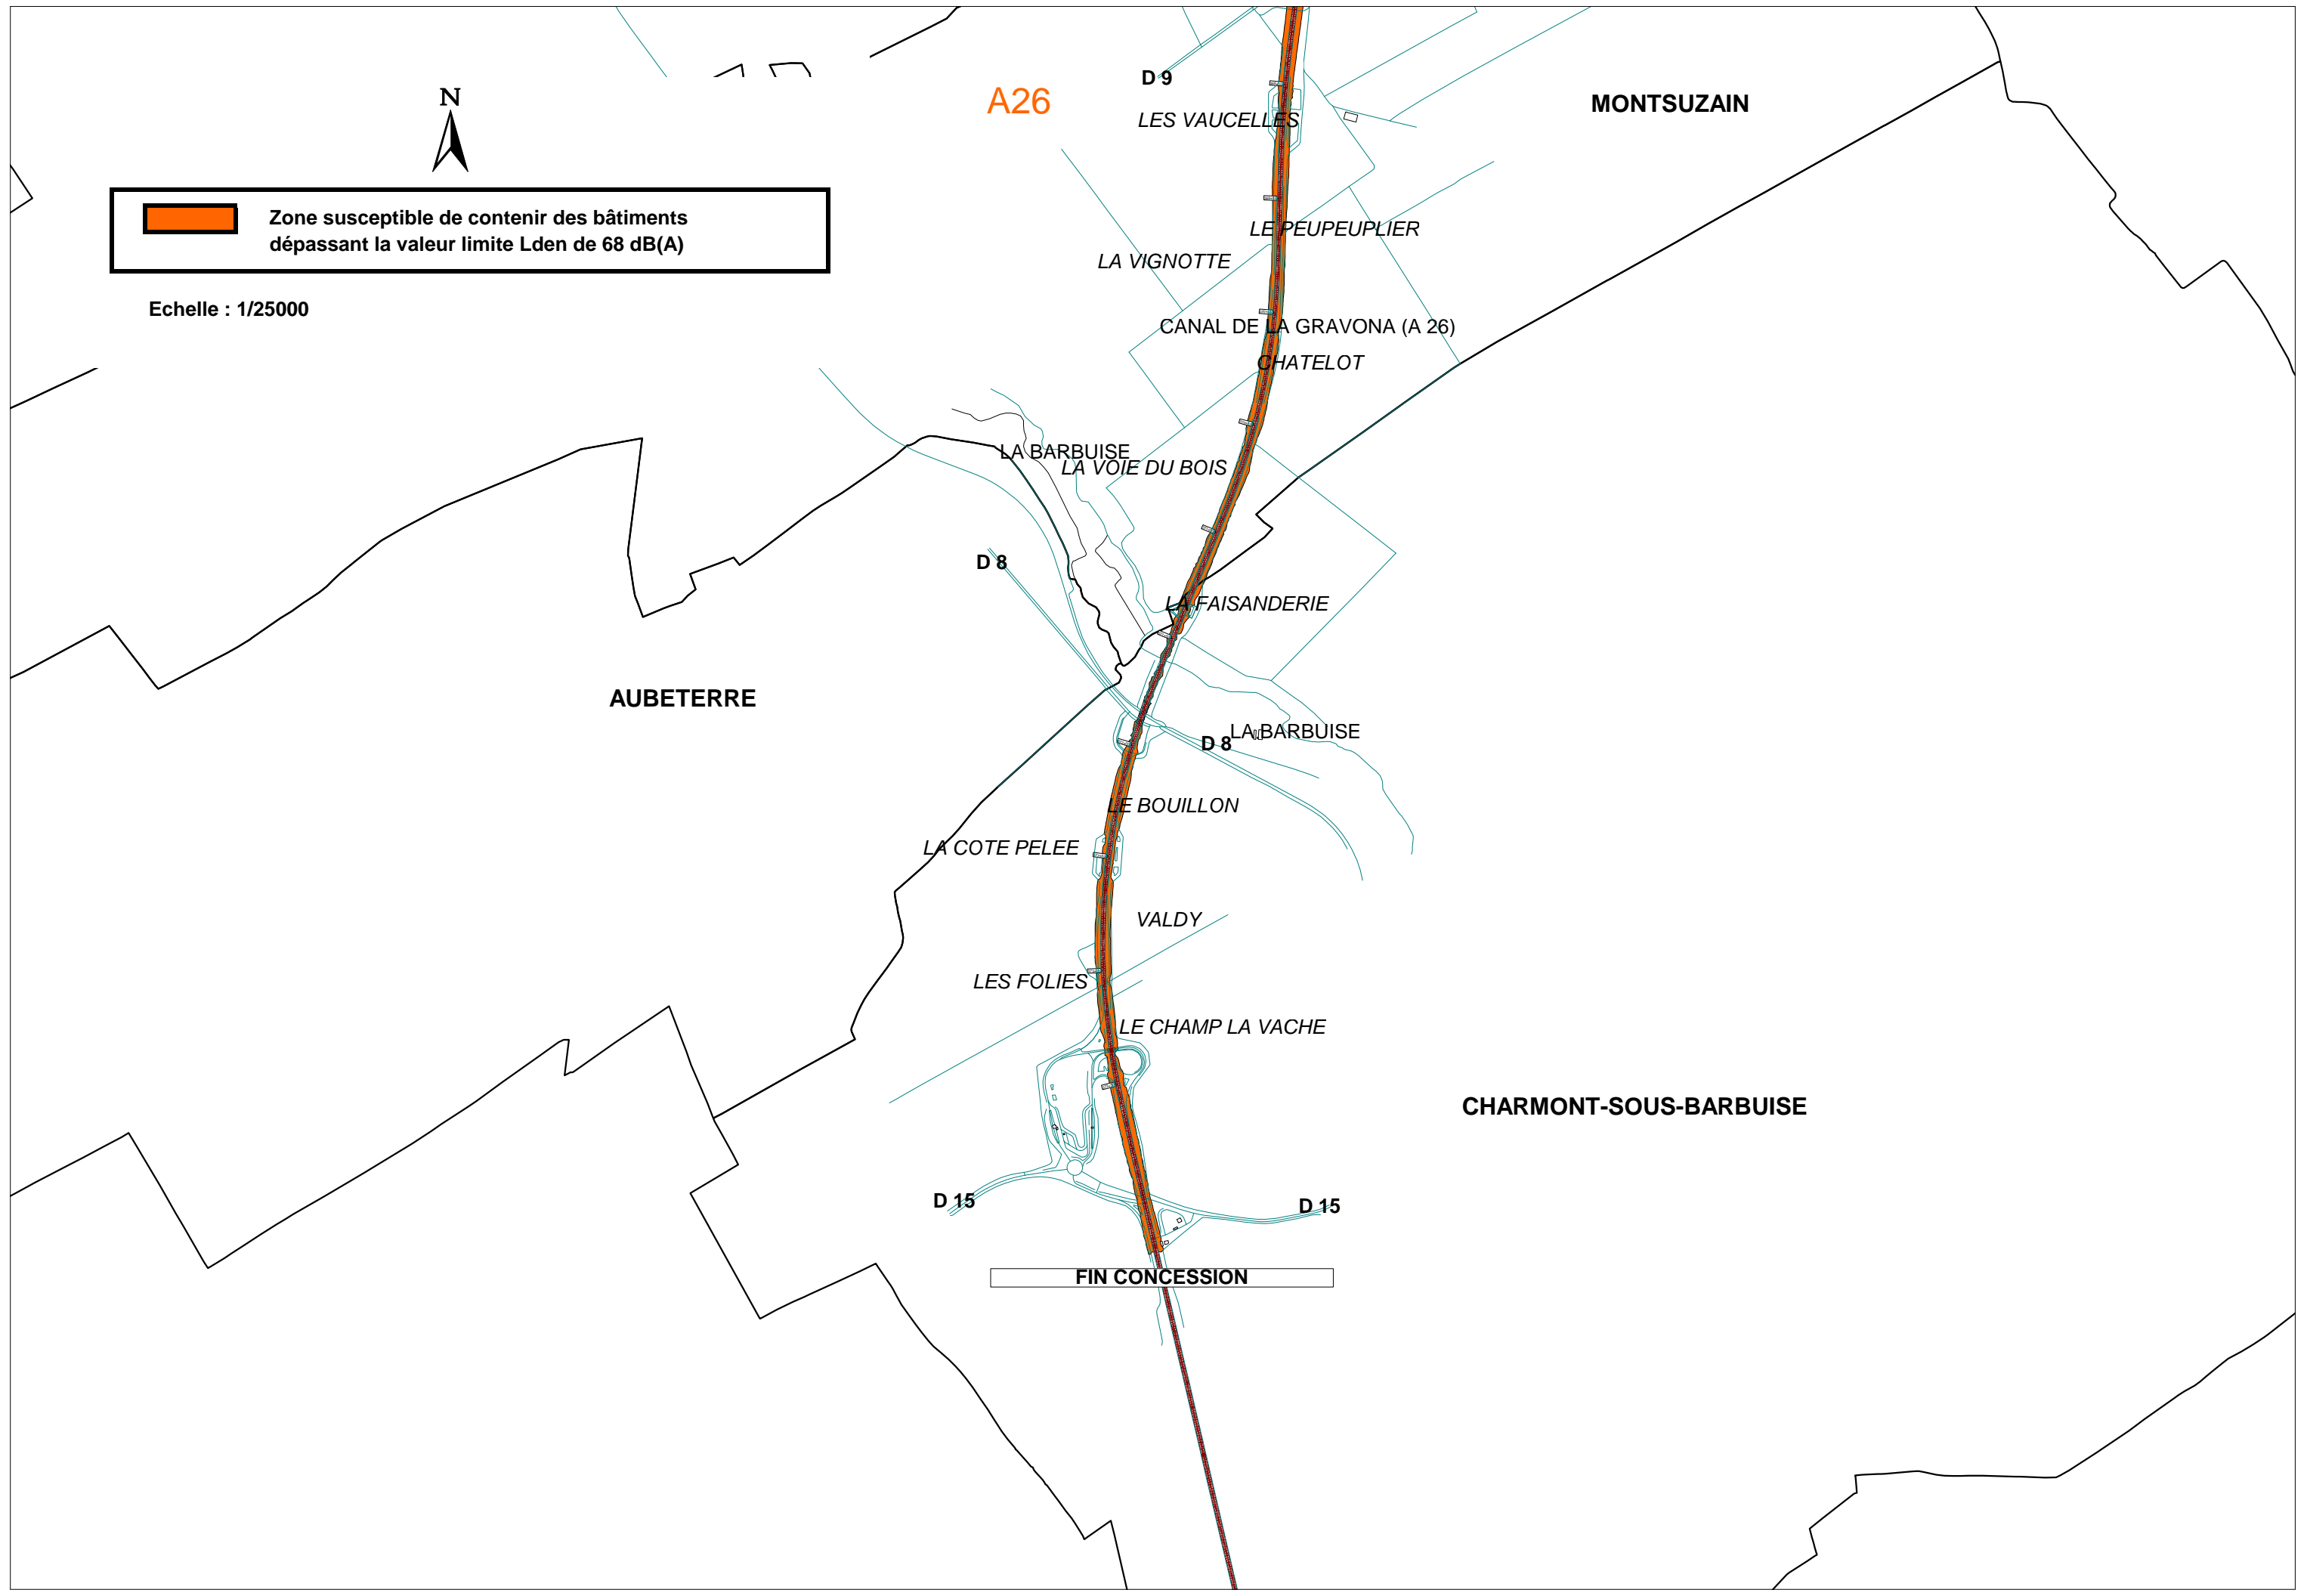 N
A26
D 9
MONTSUZAIN
LES VAUCELLES
Zone susceptible de contenir des bâtiments
dépassant la valeur limite Lden de 68 dB(A)
LE PEUPEUPLIER
LA VIGNOTTE
Echelle : 1/25000
CANAL DE LA GRAVONA (A 26)
CHATELOT
LA BARBUISE
LA VOIE DU BOIS
D 8
LA FAISANDERIE
AUBETERRE
LA BARBUISE
D 8
LE BOUILLON
LA COTE PELEE
VALDY
LES FOLIES
LE CHAMP LA VACHE
CHARMONT-SOUS-BARBUISE
D 15
D 15
FIN CONCESSION